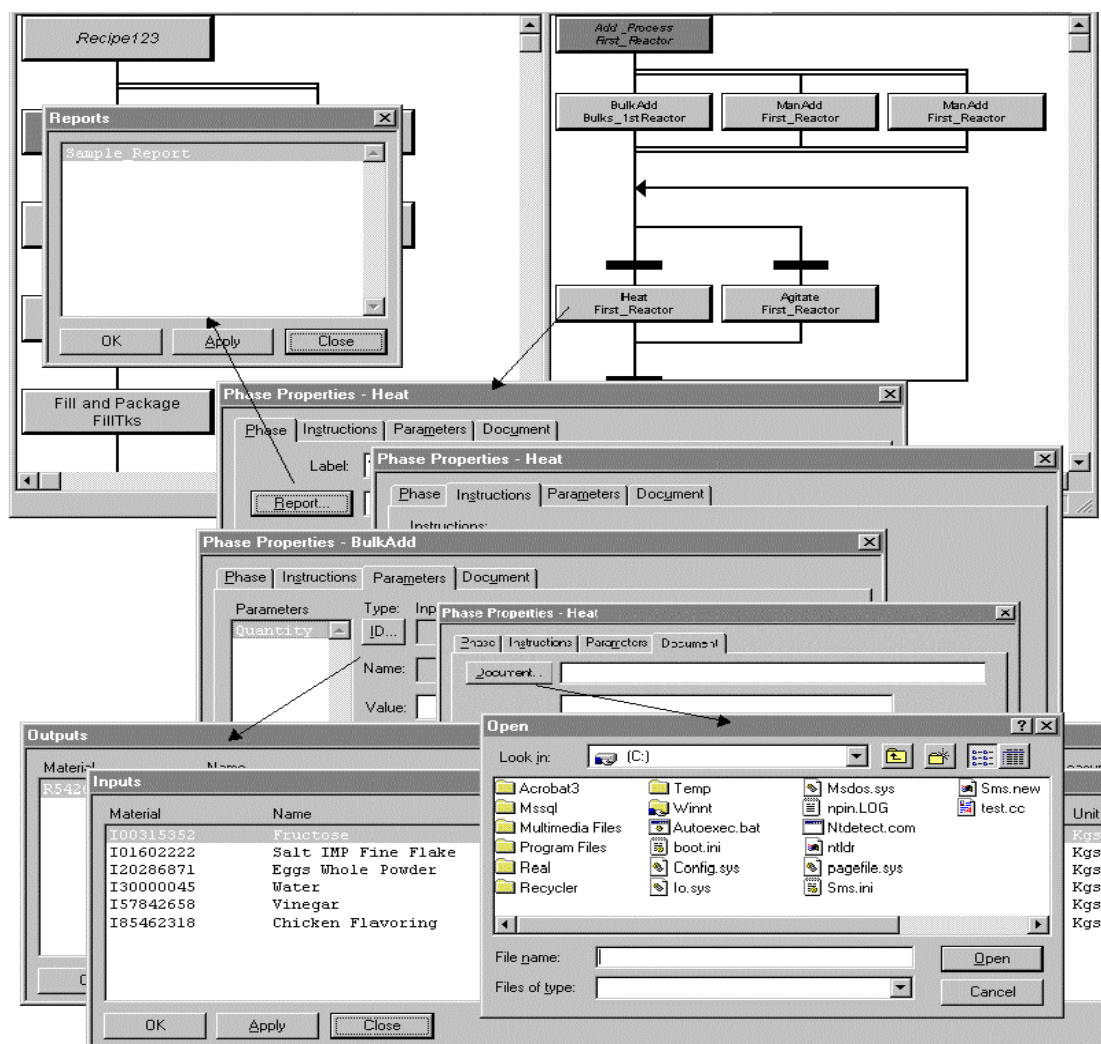 Recipe123
Add_Process
First_Reactor
BulkAdd
Bulks_1stReactor
ManAdd
First_Reactor
ManAdd
First_Reactor
Reports
Sample_Report
OK
Apply
Close
Heat
First_Reactor
Agitate
First_Reactor
Fill and Package
FillTks
Phase Properties - Heat
Phase
Instructions
Parameters
Document
Label:
Report...
Phase Properties - Heat
Phase
Instructions
Parameters
Document
Instructions:
Phase Properties - BulkAdd
Phase
Instructions
Parameters
Document
Parameters
Quantity
Type:
ID...
Name:
Value:
Phase Properties - Heat
Phase
Instructions
Parameters
Document
Document...
Outputs
Material
Name
Inputs
Material
Name
Unit
I00315352
Fructose
Kgs
I01602222
Salt IMP Fine Flake
Kgs
I20286871
Eggs Whole Powder
Kgs
I30000045
Water
Kgs
I57842658
Vinegar
Kgs
I85462318
Chicken Flavoring
Kgs
OK
Apply
Close
Open
Look in:
(C:)
Acrobat3
Mssql
Multimedia Files
Program Files
Real
Recycler
Temp
Winnt
Autoexec.bat
boot.ini
Config.sys
Io.sys
Msdos.sys
npin.LOG
Ntdetect.com
ntldr
pagefile.sys
Sms.ini
Sms.new
test.cc
File name:
Open
Files of type:
Cancel